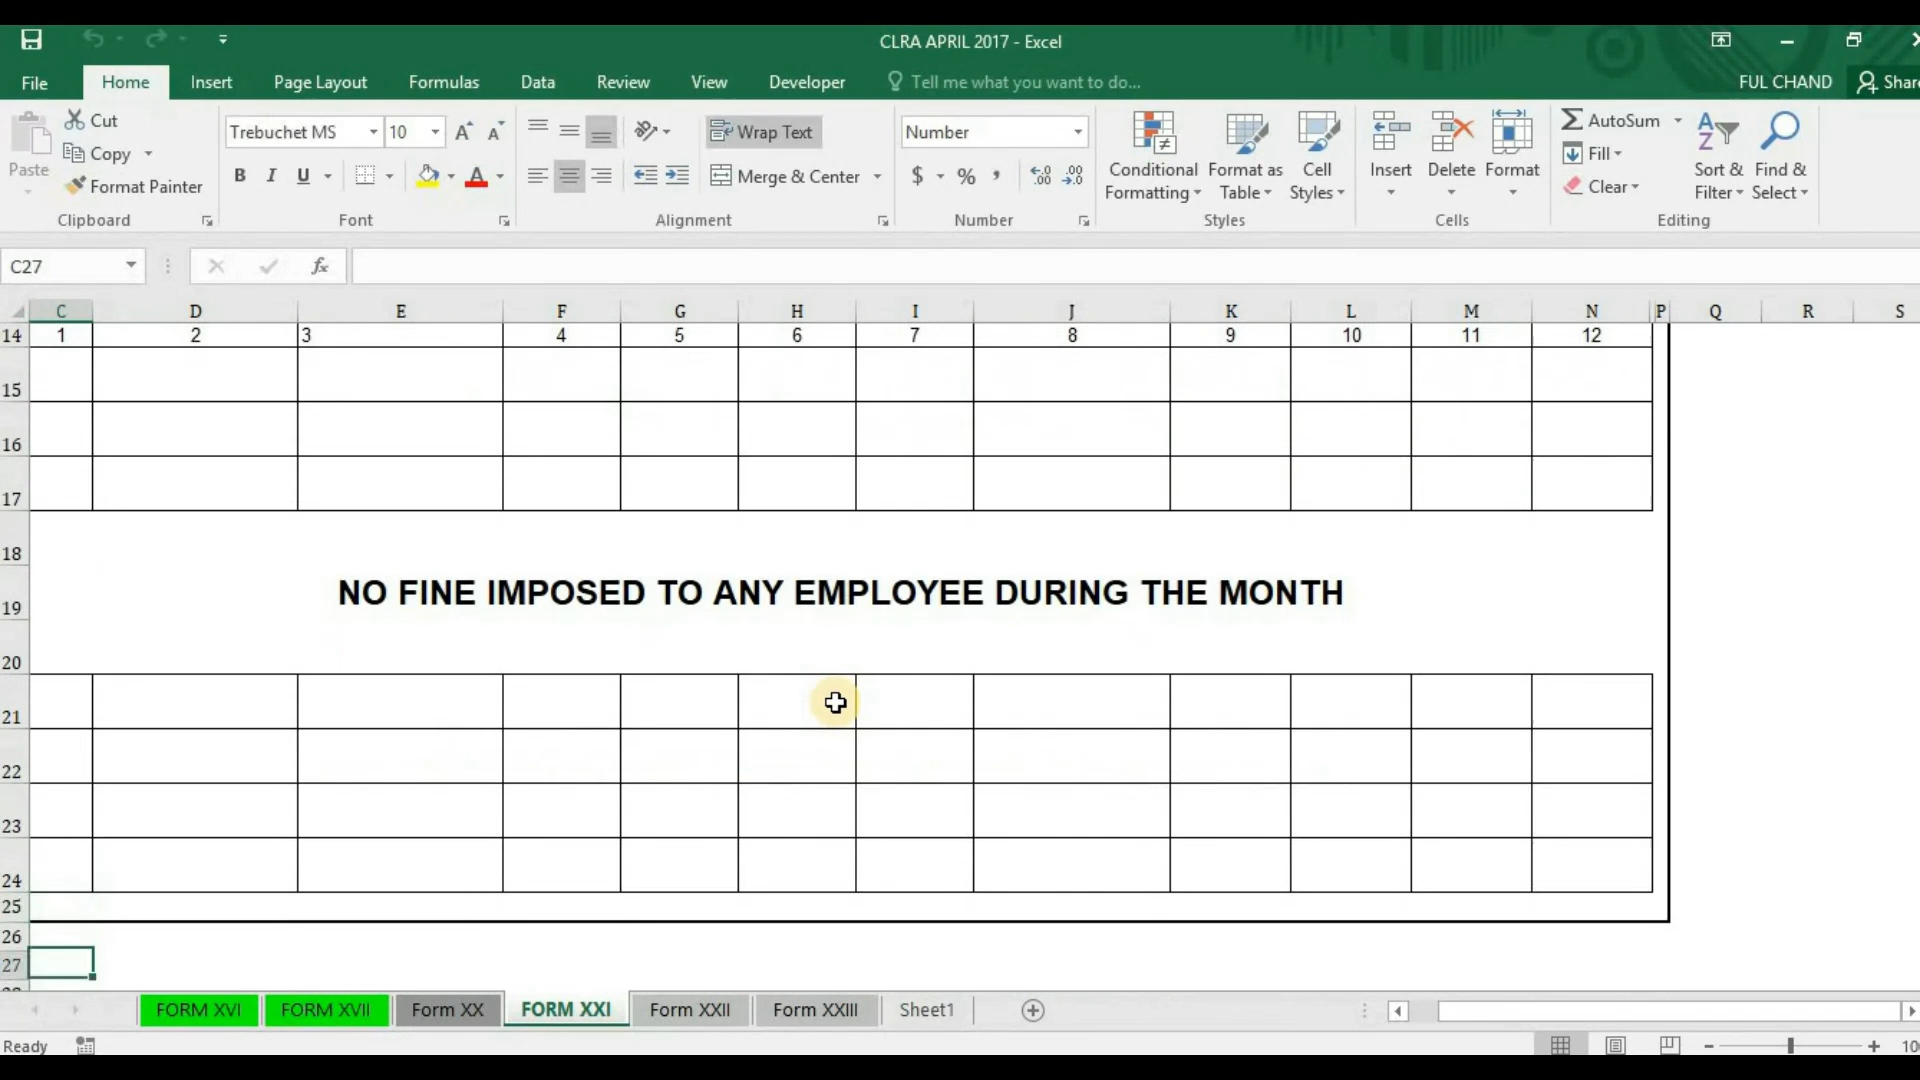 CLRA APRIL 2017 - Excel
File Home Insert Page Layout Formulas Data Review View Developer Tell me what you want to do... FUL CHAND Share
Paste
Cut
Copy
Format Painter
Clipboard
Trebuchet MS 10
B I U
Font
Wrap Text
Merge & Center
Alignment
Number
$ % ,
Number
Conditional Formatting
Format as Table
Cell Styles
Styles
Insert Delete Format
Cells
AutoSum
Fill
Clear
Sort & Filter
Find & Select
Editing
C27 fx
C D E F G H I J K L M N P Q R S
14 1 2 3 4 5 6 7 8 9 10 11 12
15
16
17
18
NO FINE IMPOSED TO ANY EMPLOYEE DURING THE MONTH
19
20
21
22
23
24
25
26
27
FORM XVI FORM XVII Form XX FORM XXI Form XXII Form XXIII Sheet1
Ready